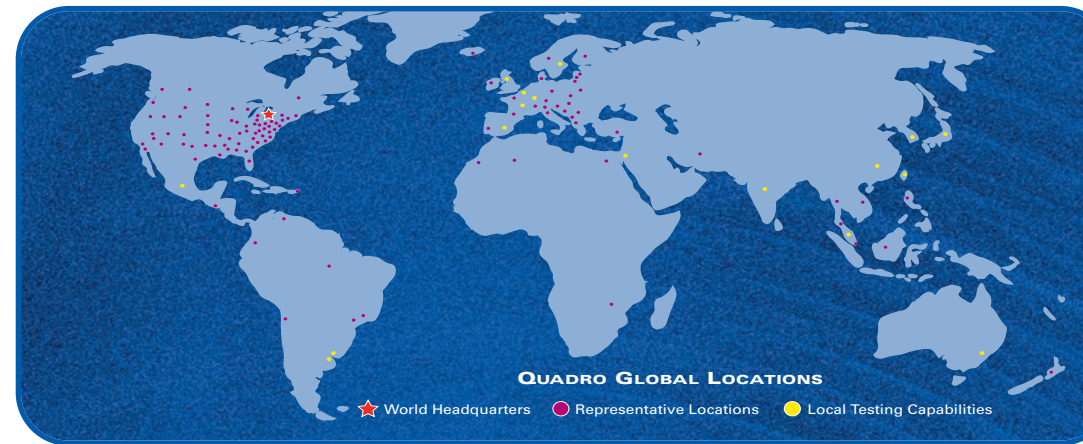 QUADRO GLOBAL LOCATIONS
World Headquarters Representative Locations Local Testing Capabilities